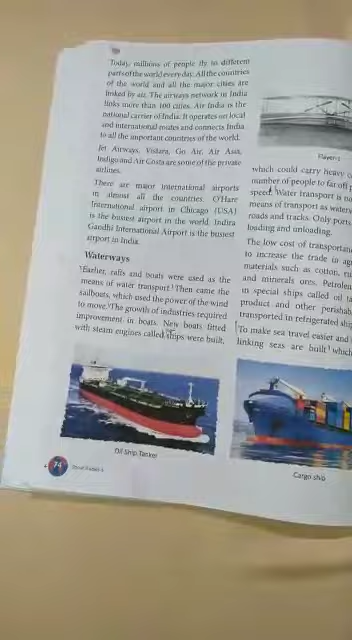 Today, millions of people fly to different
parts of the world every day. All the countries
of the world and all the major cities are
linked by air. The airways network in India
links more than 100 cities. Air India is the
national carrier of India. It operates on local
and international routes and connects India
to all the important countries of the world.
Jet Airways, Vistara, Go Air, Air Asia,
Indigo and Air Costa are some of the private
airlines.
There are major international airports
in almost all the countries. O'Hare
International airport in Chicago (USA)
is the busiest airport in the world. Indira
Gandhi International Airport is the busiest
airport in India.
Waterways
Earlier, rafts and boats were used as the
means of water transport. Then came the
sailboats, which used the power of the wind
to move. The growth of industries required
improvement in boats. New boats fitted
with steam engines called ships were built,
Oil Ship Tanker
74
Flayer-1
which could carry heavy
number of people to far off
speed. Water transport is
means of transport as
roads and tracks. Only ports
loading and unloading.
The low cost of
to increase the trade in
materials such as cotton,
and minerals ores.
in special ships called oil
product and other
transported in refrigerated
To make sea travel easier and
linking seas are built which
Cargo ship